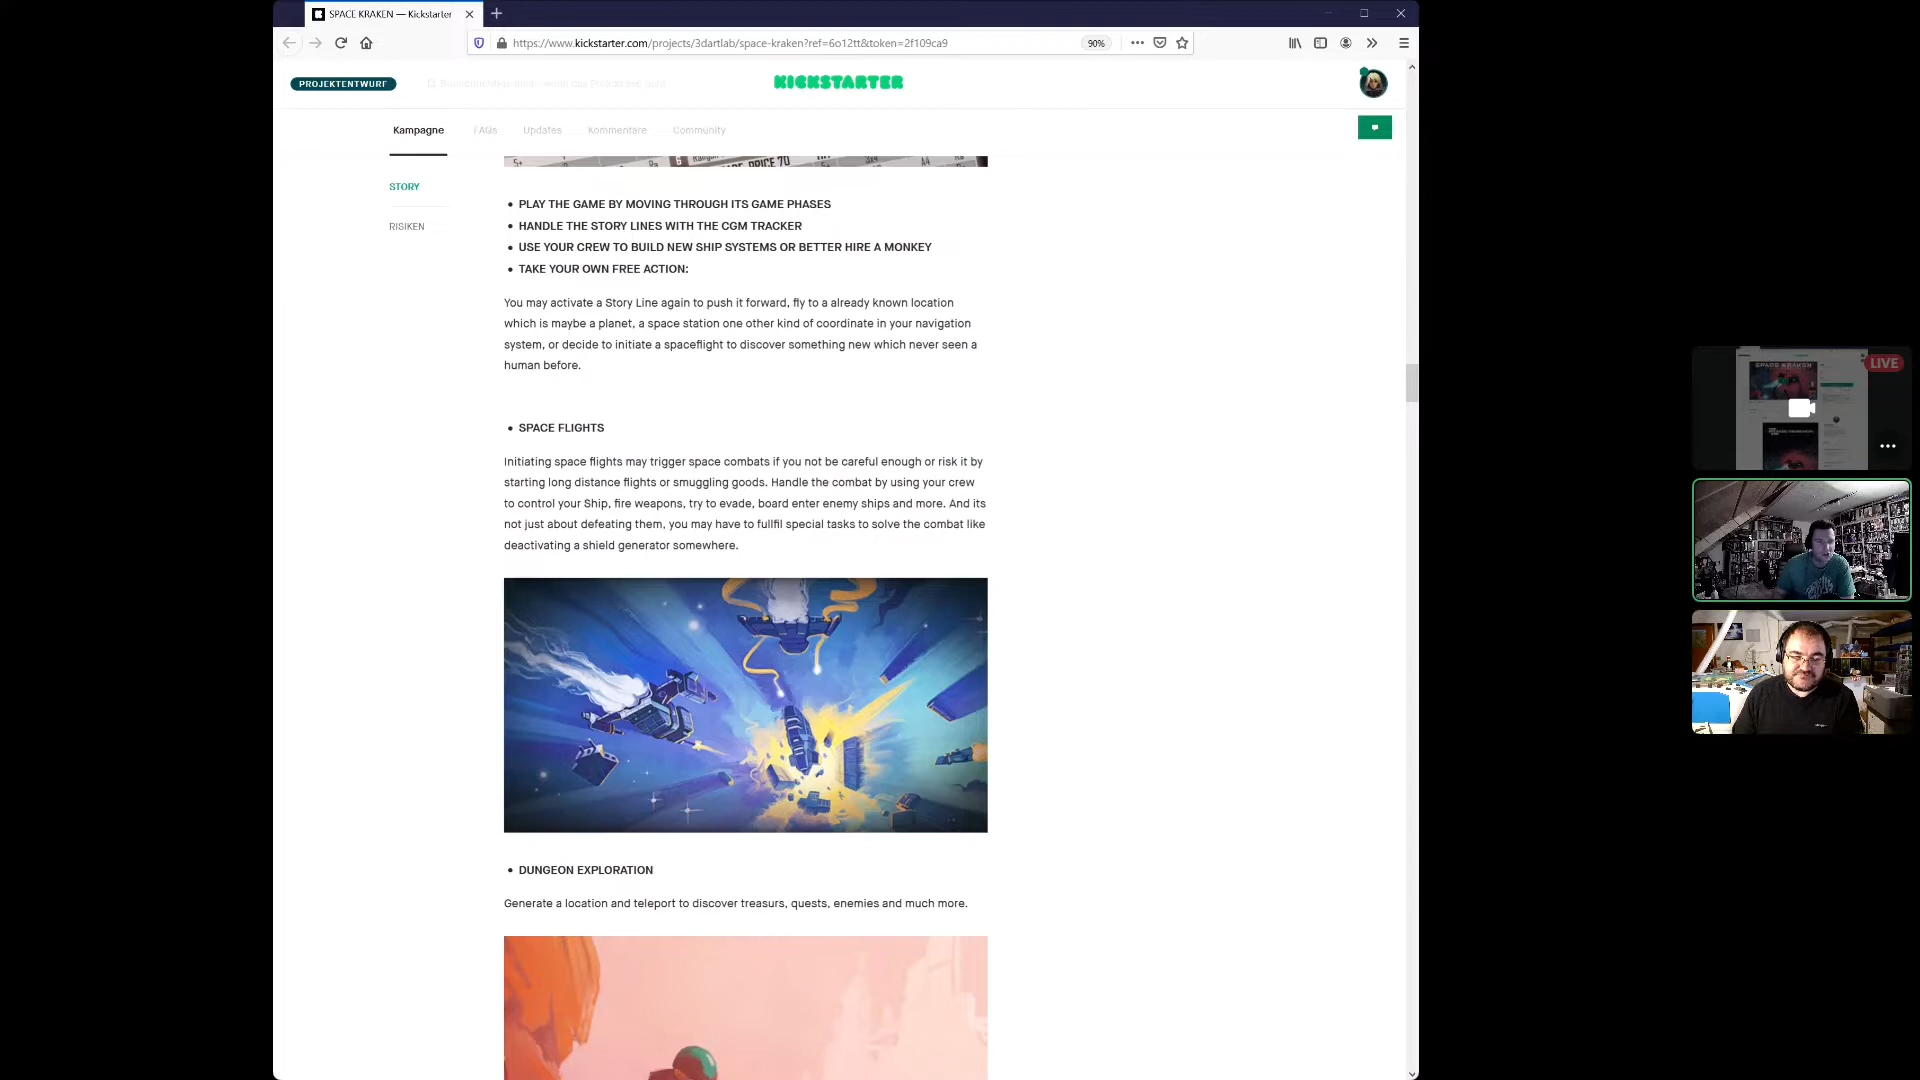 SPACE KRAKEN — Kickstarter
https://www.kickstarter.com/projects/3dartlab/space-kraken?ref=6o12tt&token=2f109ca9
90%
PROJEKTENTWURF
KICKSTARTER
Kampagne
FAQs
Updates
Kommentare
Community
STORY
RISIKEN
PRICE 70
• PLAY THE GAME BY MOVING THROUGH ITS GAME PHASES
• HANDLE THE STORY LINES WITH THE CGM TRACKER
• USE YOUR CREW TO BUILD NEW SHIP SYSTEMS OR BETTER HIRE A MONKEY
• TAKE YOUR OWN FREE ACTION:
You may activate a Story Line again to push it forward, fly to a already known location
which is maybe a planet, a space station one other kind of coordinate in your navigation
system, or decide to initiate a spaceflight to discover something new which never seen a
human before.
• SPACE FLIGHTS
Initiating space flights may trigger space combats if you not be careful enough or risk it by
starting long distance flights or smuggling goods. Handle the combat by using your crew
to control your Ship, fire weapons, try to evade, board enter enemy ships and more. And its
not just about defeating them, you may have to fullfil special tasks to solve the combat like
deactivating a shield generator somewhere.
• DUNGEON EXPLORATION
Generate a location and teleport to discover treasurs, quests, enemies and much more.
LIVE
SPACE KRAKEN